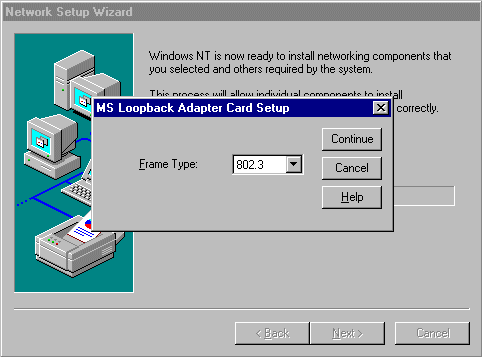 Network Setup Wizard
Windows NT is now ready to install networking components that
you selected and others required by the system.
This process will allow individual components to install
correctly.
MS Loopback Adapter Card Setup
Frame Type:
802.3
Continue
Cancel
Help
< Back
Next >
Cancel